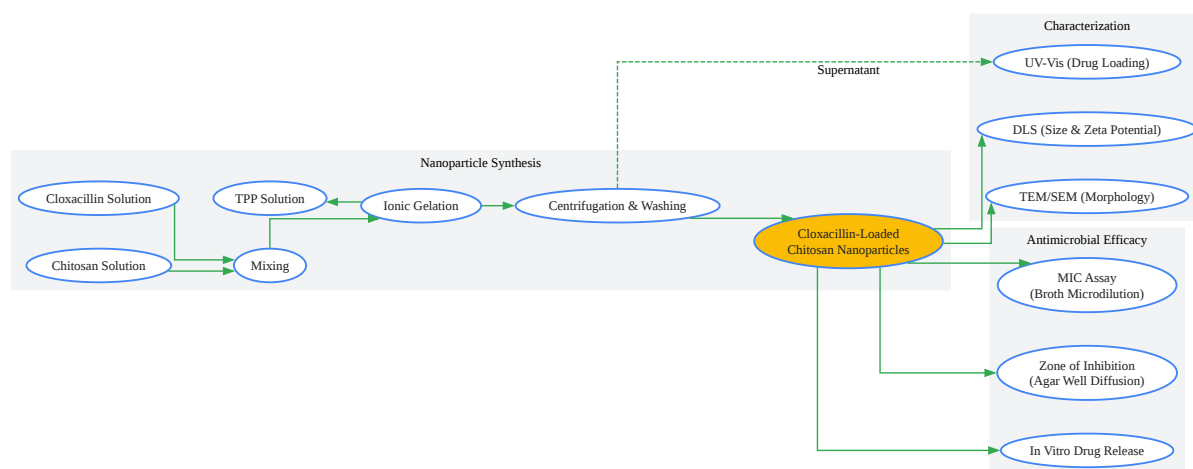 Nanoparticle Synthesis
Cloxacillin Solution
Chitosan Solution
Mixing
TPP Solution
Ionic Gelation
Centrifugation & Washing
Cloxacillin-Loaded
Chitosan Nanoparticles
Supernatant
Characterization
UV-Vis (Drug Loading)
DLS (Size & Zeta Potential)
TEM/SEM (Morphology)
Antimicrobial Efficacy
MIC Assay
(Broth Microdilution)
Zone of Inhibition
(Agar Well Diffusion)
In Vitro Drug Release